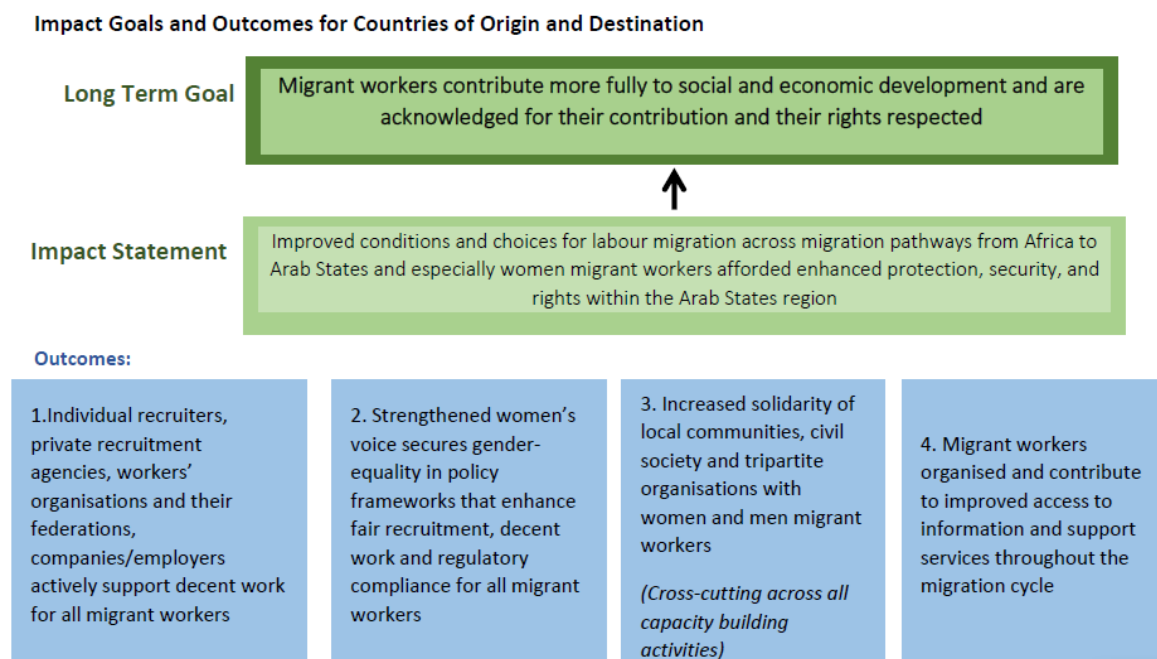 Impact Goals and Outcomes for Countries of Origin and Destination
Long Term Goal
Migrant workers contribute more fully to social and economic development and are
acknowledged for their contribution and their rights respected
Impact Statement
Improved conditions and choices for labour migration across migration pathways from Africa to
Arab States and especially women migrant workers afforded enhanced protection, security, and
rights within the Arab States region
Outcomes:
1.Individual recruiters,
private recruitment
agencies, workers’
organisations and their
federations,
companies/employers
actively support decent work
for all migrant workers
2. Strengthened women’s
voice secures gender-
equality in policy
frameworks that enhance
fair recruitment, decent
work and regulatory
compliance for all migrant
workers
3. Increased solidarity of
local communities, civil
society and tripartite
organisations with
women and men migrant
workers
(Cross-cutting across all
capacity building
activities)
4. Migrant workers
organised and contribute
to improved access to
information and support
services throughout the
migration cycle